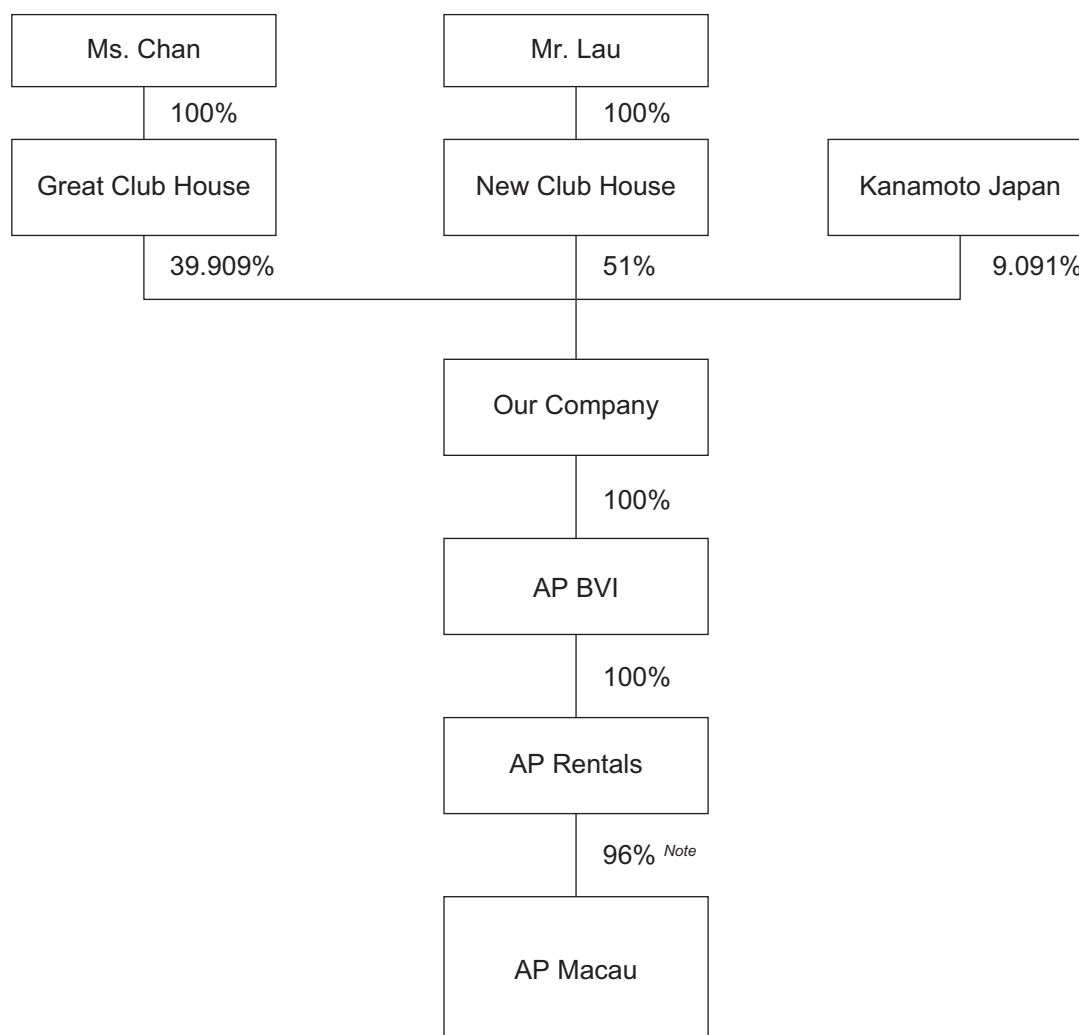 Ms. Chan
Mr. Lau
100%
100%
Great Club House
New Club House
Kanamoto Japan
39.909%
51%
9.091%
Our Company
100%
AP BVI
100%
AP Rentals
96% Note
AP Macau